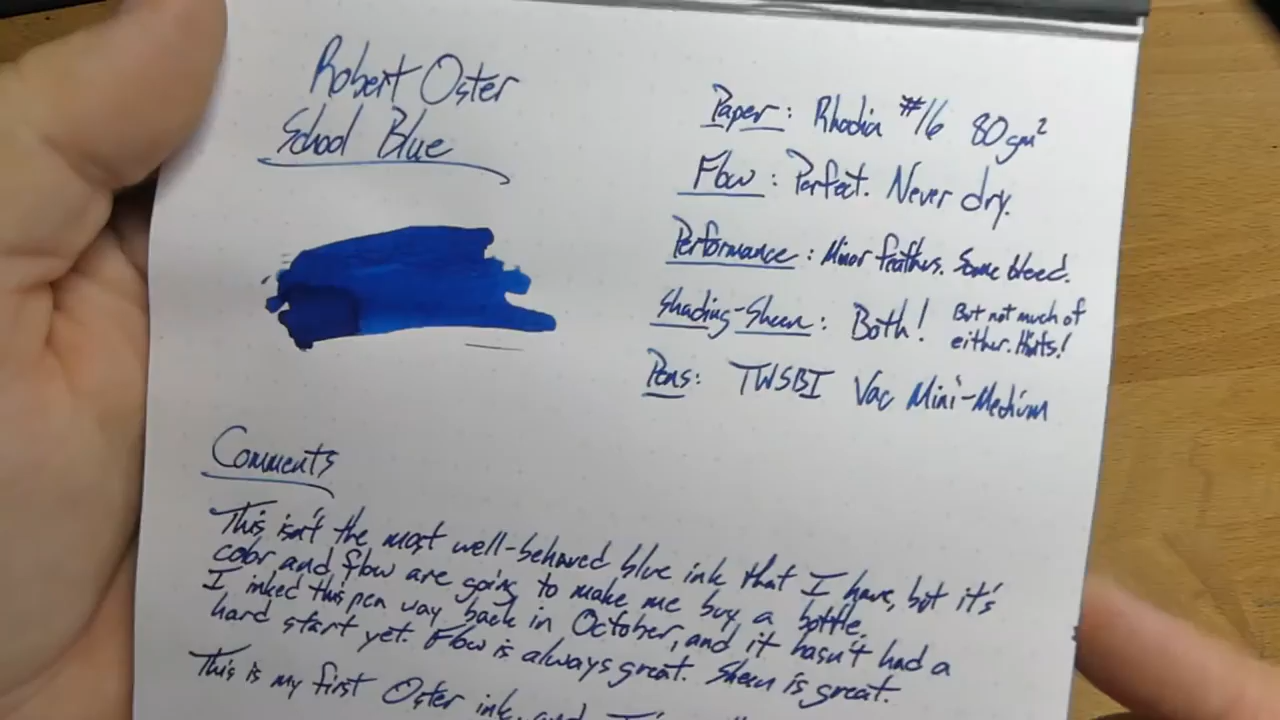 Robert Oster
School Blue
Paper: Rhodia #16 80gm²
Flow: Perfect. Never dry.
Performance: Minor feathers. Some bleed.
Shading-Sheen: Both! But not much of
either. Hints!
Pens: TWSBI Vac Mini-Medium
Comments
This isn't the most well-behaved blue ink that I have, but it's
color and flow are going to make me buy a bottle.
I inked this pen way back in October, and it hasn't had a
hard start yet. Flow is always great. Sheen is great.
This is my first Oster ink, and